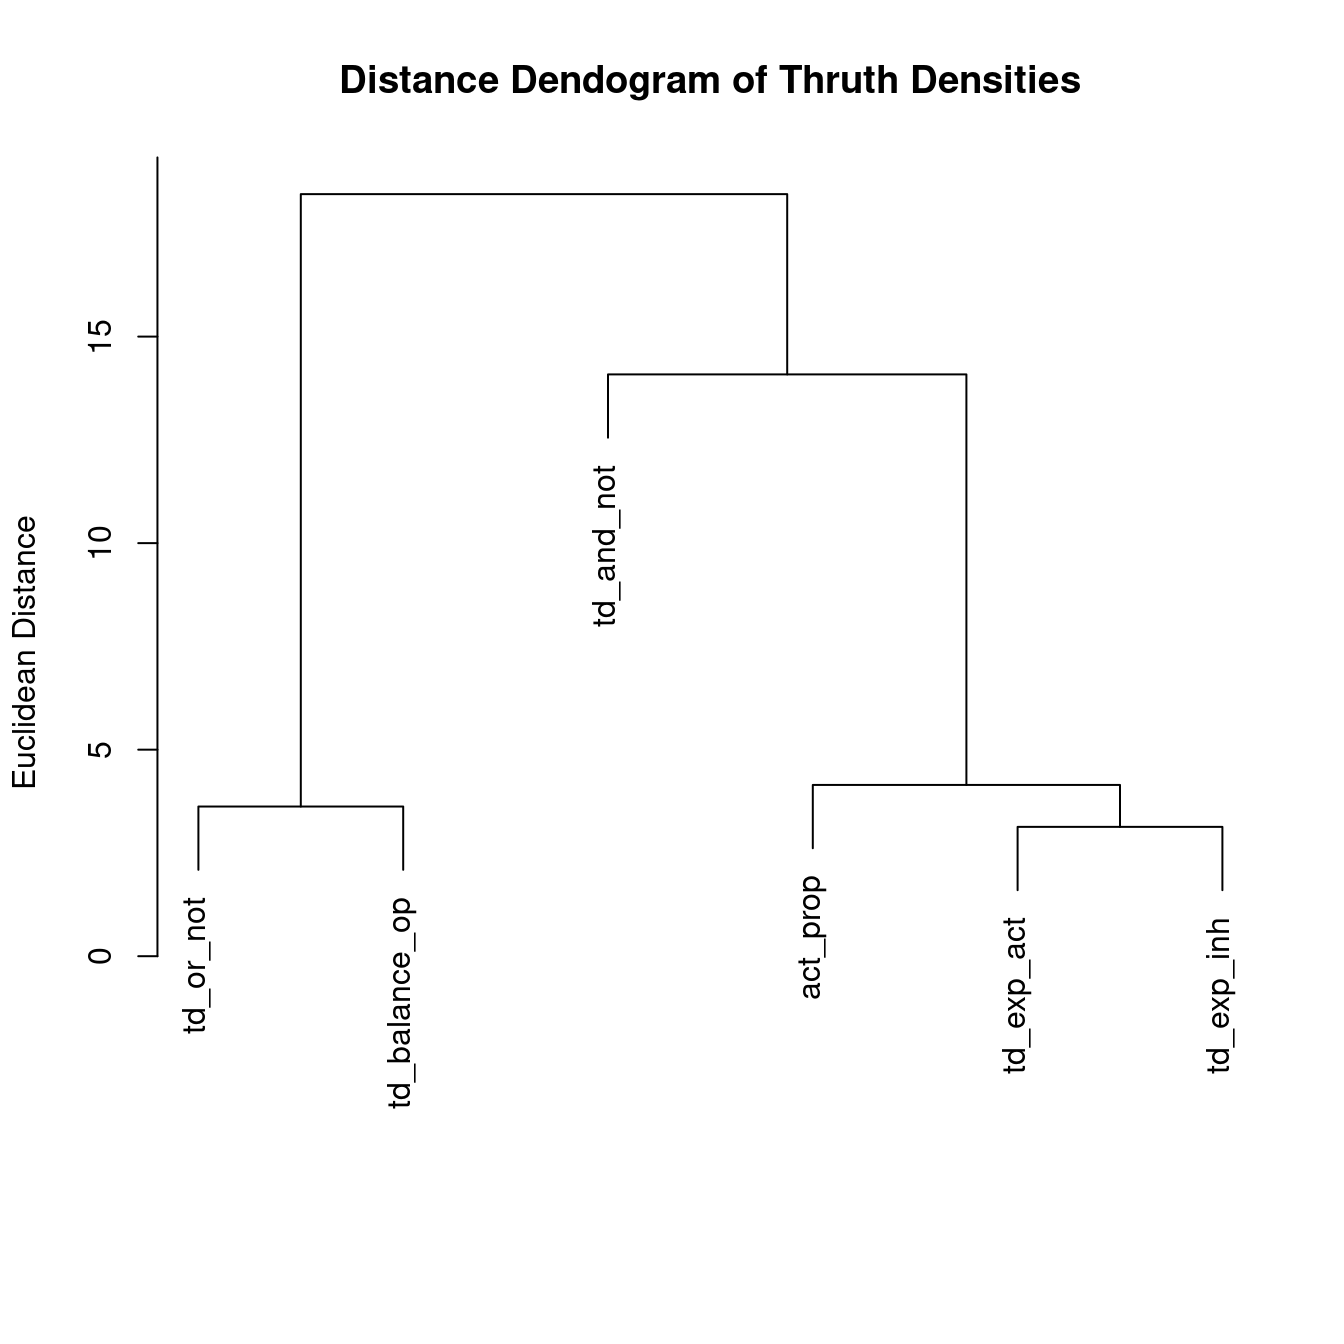 Distance Dendogram of Thruth Densities
Euclidean Distance
15
10
5
0
td_or_not
td_balance_op
td_and_not
act_prop
td_exp_act
td_exp_inh